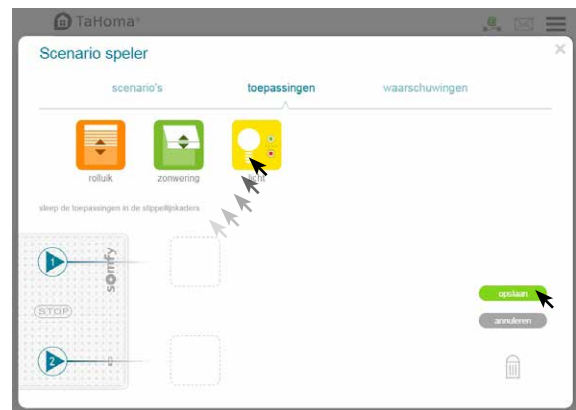 TaHoma®
Scenario speler
scenario's toepassingen waarschuwingen
rolluik zonwering licht
sleep de toepassingen in de stippellijnkaders
1
somfy
opslaan
STOP
annuleren
2